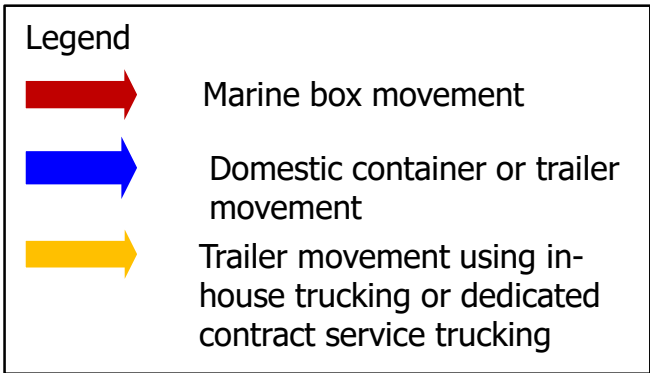 Legend
Marine box movement
Domestic container or trailer
movement
Trailer movement using in-
house trucking or dedicated
contract service trucking